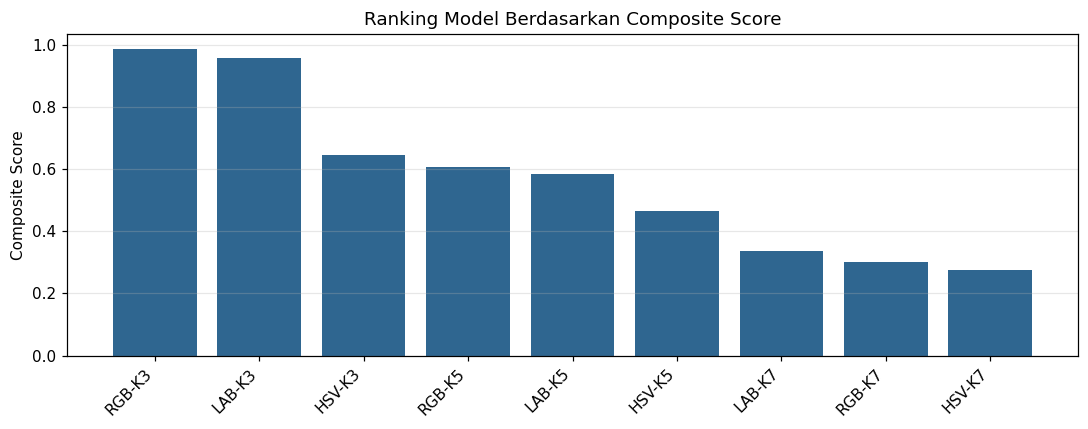 Ranking Model Berdasarkan Composite Score
Composite Score
1.0
0.8
0.6
0.4
0.2
0.0
RGB-K3
LAB-K3
HSV-K3
RGB-K5
LAB-K5
HSV-K5
LAB-K7
RGB-K7
HSV-K7